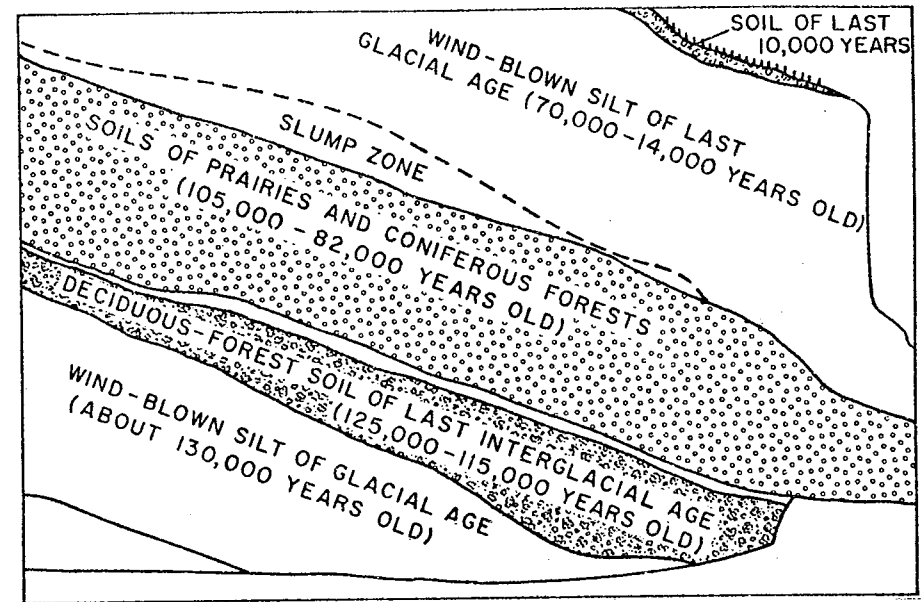 SOIL OF LAST
10,000 YEARS
WIND-BLOWN SILT OF LAST
GLACIAL AGE (70,000-14,000 YEARS OLD)
SLUMP ZONE
SOILS OF PRAIRIES AND CONIFEROUS FORESTS
(105,000 - 82,000 YEARS OLD)
DECIDUOUS-FOREST SOIL OF LAST INTERGLACIAL AGE
(125,000-115,000 YEARS OLD)
WIND-BLOWN SILT OF GLACIAL AGE
(ABOUT 130,000 YEARS OLD)